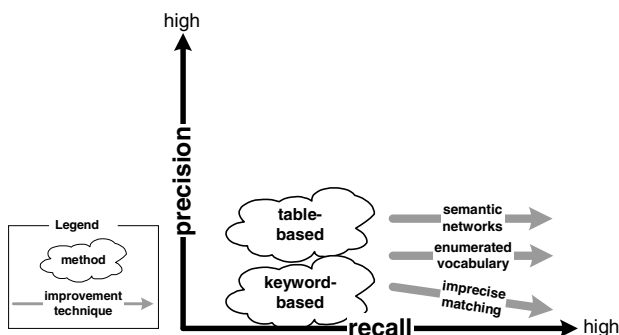 high
precision
table-
based
keyword-
based
semantic
networks
enumerated
vocabulary
imprecise
matching
recall
high
Legend
method
improvement
technique